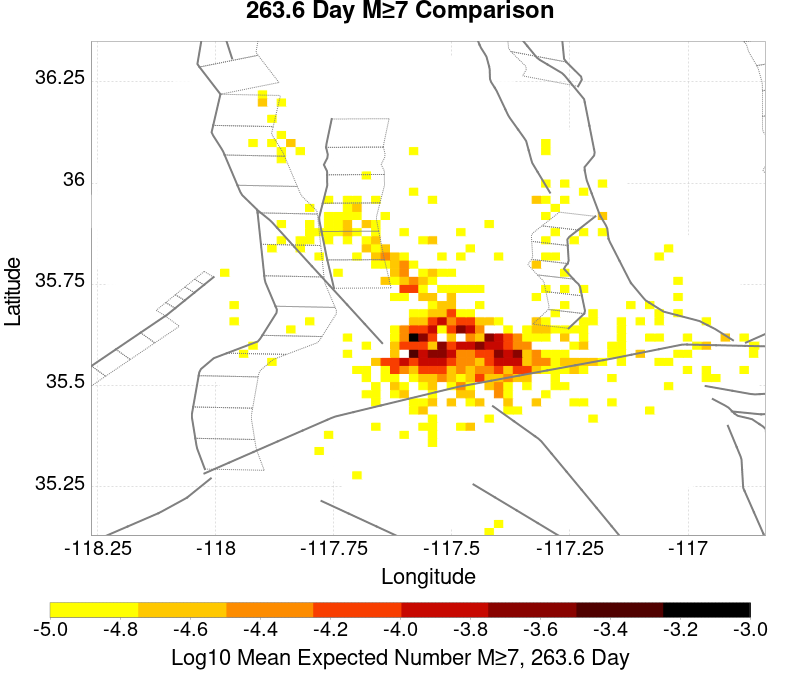 263.6 Day M≥7 Comparison
36.25
36
35.75
35.5
35.25
Latitude
-118.25 -118 -117.75 -117.5 -117.25 -117
Longitude
-5.0 -4.8 -4.6 -4.4 -4.2 -4.0 -3.8 -3.6 -3.4 -3.2 -3.0
Log10 Mean Expected Number M≥7, 263.6 Day